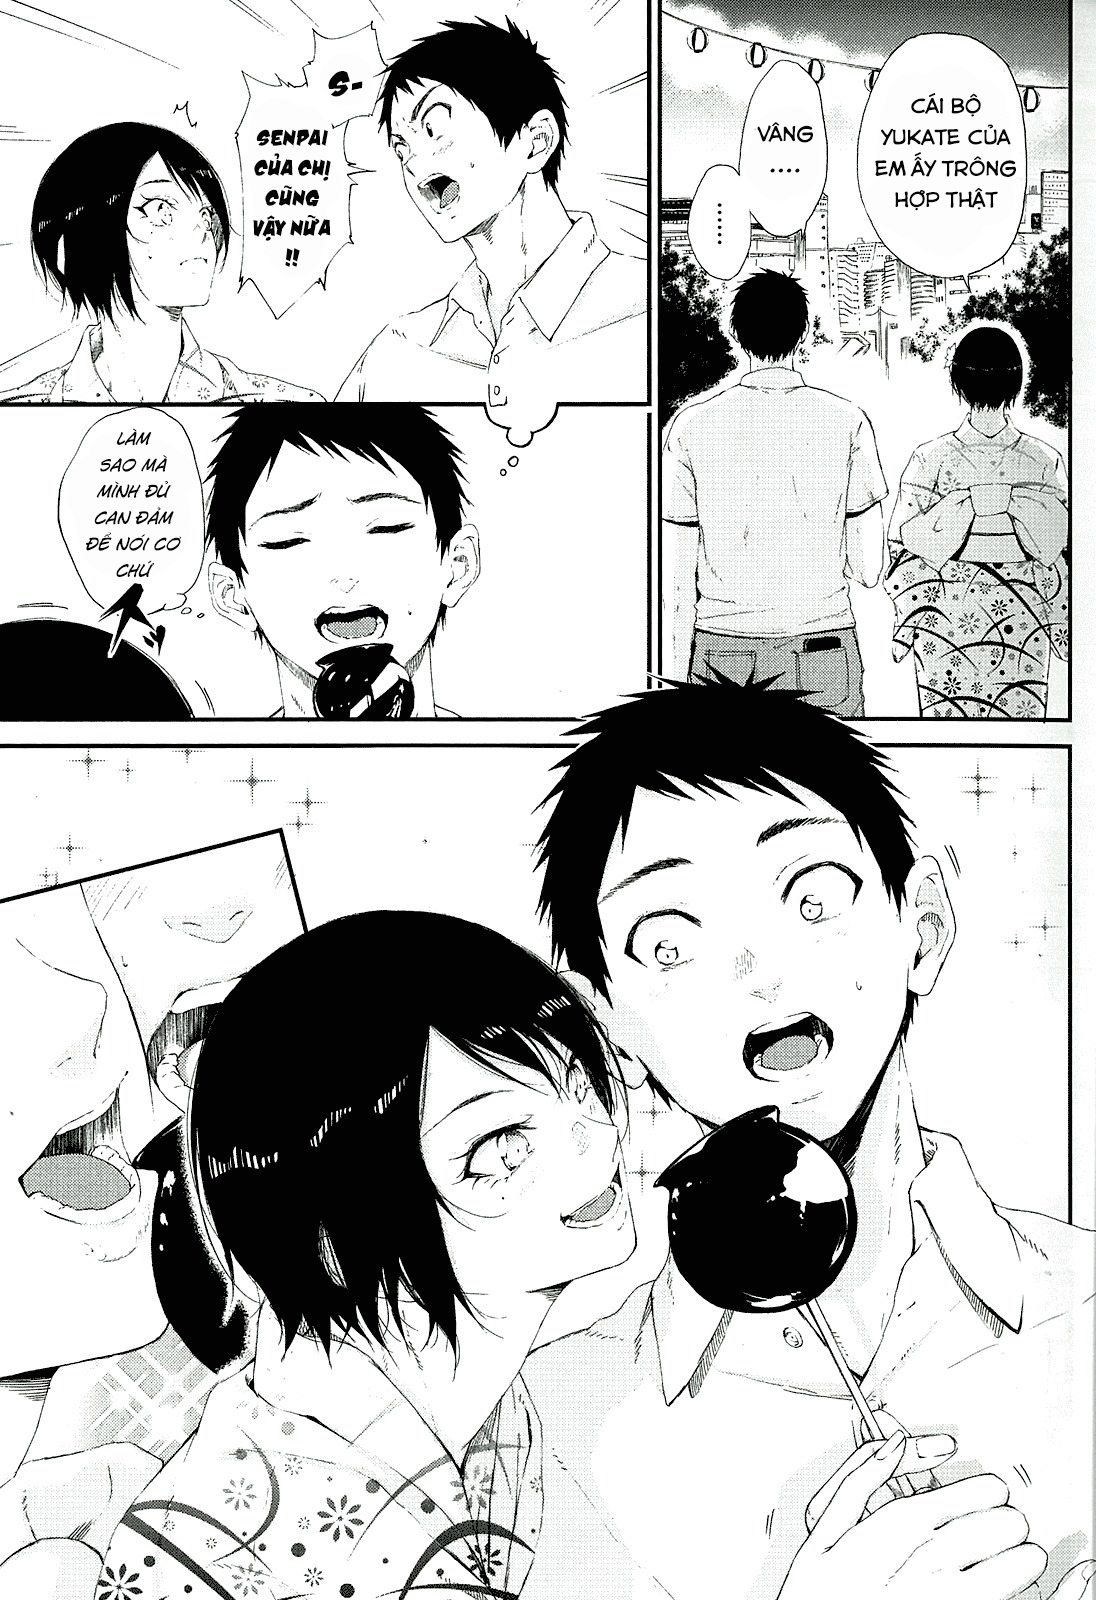 CÁI BỘ
YUKATE CỦA
EM ẤY TRÔNG
HỢP THẬT
VÂNG
....
......
S-
SENPAI
CỦA CHỊ
CŨNG
VẬY NỮA
!!
LÀM
SAO MÀ
MÌNH ĐỦ
CAN ĐẢM
ĐỂ NÓI CƠ
CHỨ